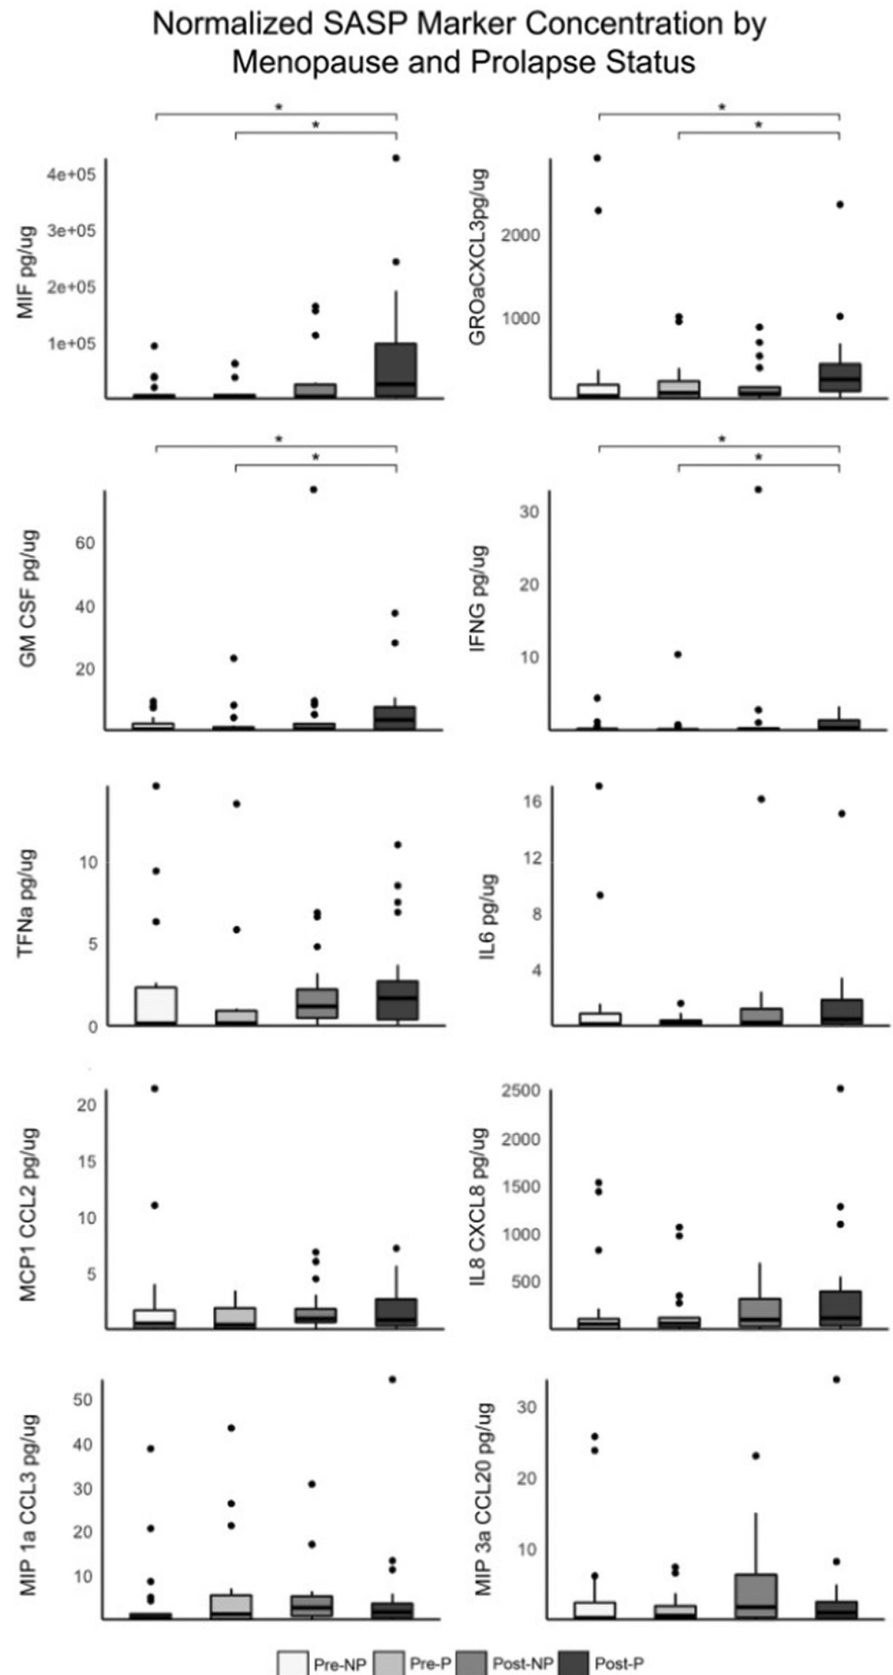 Normalized SASP Marker Concentration by
Menopause and Prolapse Status
* *
* *
MIF pg/ug
4e+05
3e+05
2e+05
1e+05
GROaCXCL3pg/ug
2000
1000
* *
* *
GM CSF pg/ug
60
40
20
IFNG pg/ug
30
20
10
TFNa pg/ug
10
5
0
IL6 pg/ug
16
12
8
4
MCP1 CCL2 pg/ug
20
15
10
5
IL8 CXCL8 pg/ug
2500
2000
1500
1000
500
MIP 1a CCL3 pg/ug
50
40
30
20
10
MIP 3a CCL20 pg/ug
30
20
10
Pre-NP Pre-P Post-NP Post-P